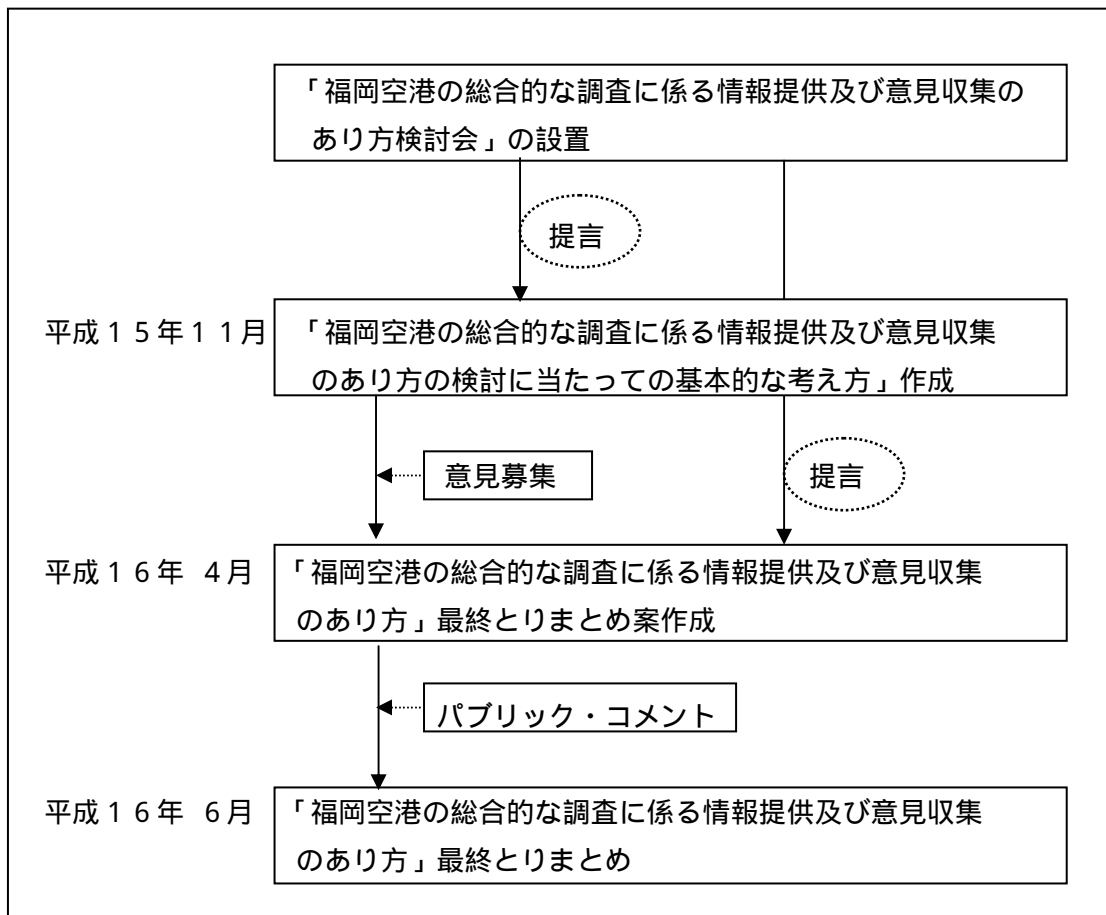 「福岡空港の総合的な調査に係る情報提供及び意見収集の
あり方検討会」の設置
提言
平成15年11月
「福岡空港の総合的な調査に係る情報提供及び意見収集
のあり方の検討に当たっての基本的な考え方」作成
意見募集
提言
平成16年 4月
「福岡空港の総合的な調査に係る情報提供及び意見収集
のあり方」最終とりまとめ案作成
パブリック・コメント
平成16年 6月
「福岡空港の総合的な調査に係る情報提供及び意見収集
のあり方」最終とりまとめ